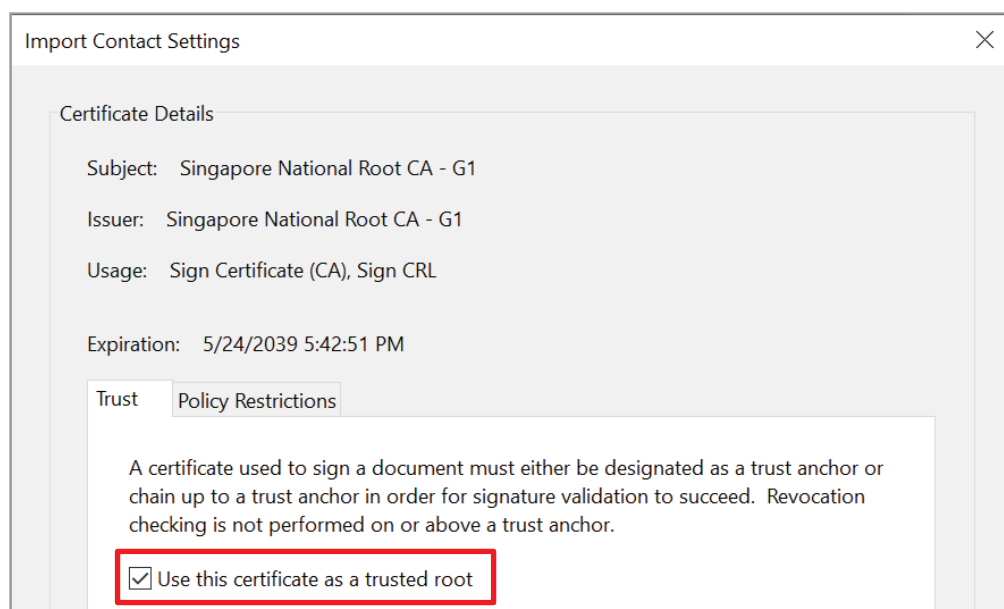 Import Contact Settings
Certificate Details
Subject: Singapore National Root CA - G1
Issuer: Singapore National Root CA - G1
Usage: Sign Certificate (CA), Sign CRL
Expiration: 5/24/2039 5:42:51 PM
Trust Policy Restrictions
A certificate used to sign a document must either be designated as a trust anchor or
chain up to a trust anchor in order for signature validation to succeed. Revocation
checking is not performed on or above a trust anchor.
Use this certificate as a trusted root